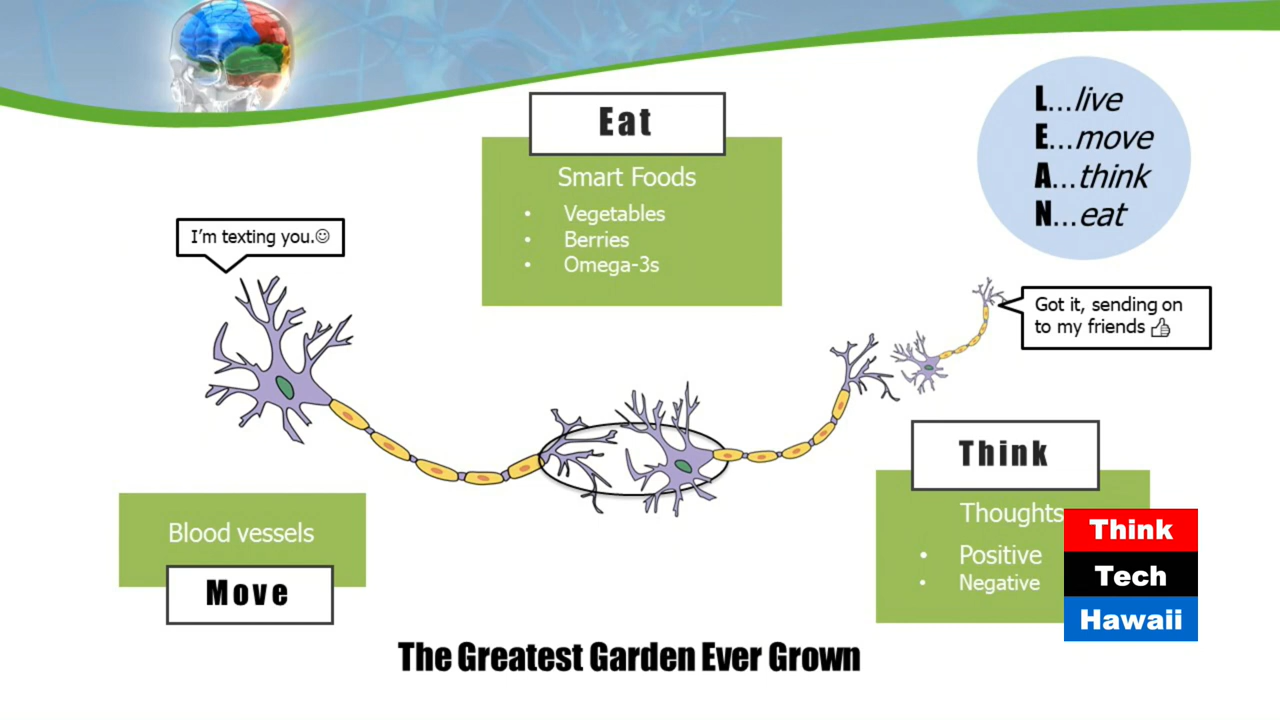 Eat
Smart Foods
• Vegetables
• Berries
• Omega-3s
L...live
E...move
A...think
N...eat
I'm texting you.☺
Got it, sending on
to my friends 👍
Blood vessels
Move
Think
Thoughts
• Positive
• Negative
Think
Tech
Hawaii
The Greatest Garden Ever Grown